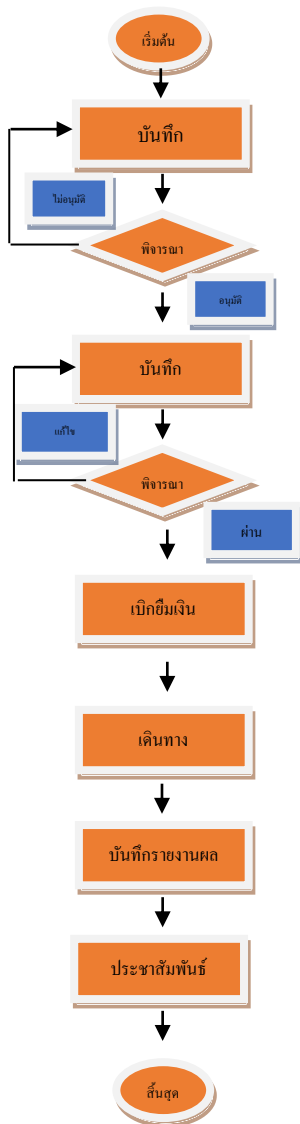 เริ่มต้น
บันทึก
ไม่อนุมัติ
พิจารณา
อนุมัติ
บันทึก
แก้ไข
พิจารณา
ผ่าน
เบิกยืมเงิน
เดินทาง
บันทึกรายงานผล
ประชาสัมพันธ์
สิ้นสุด